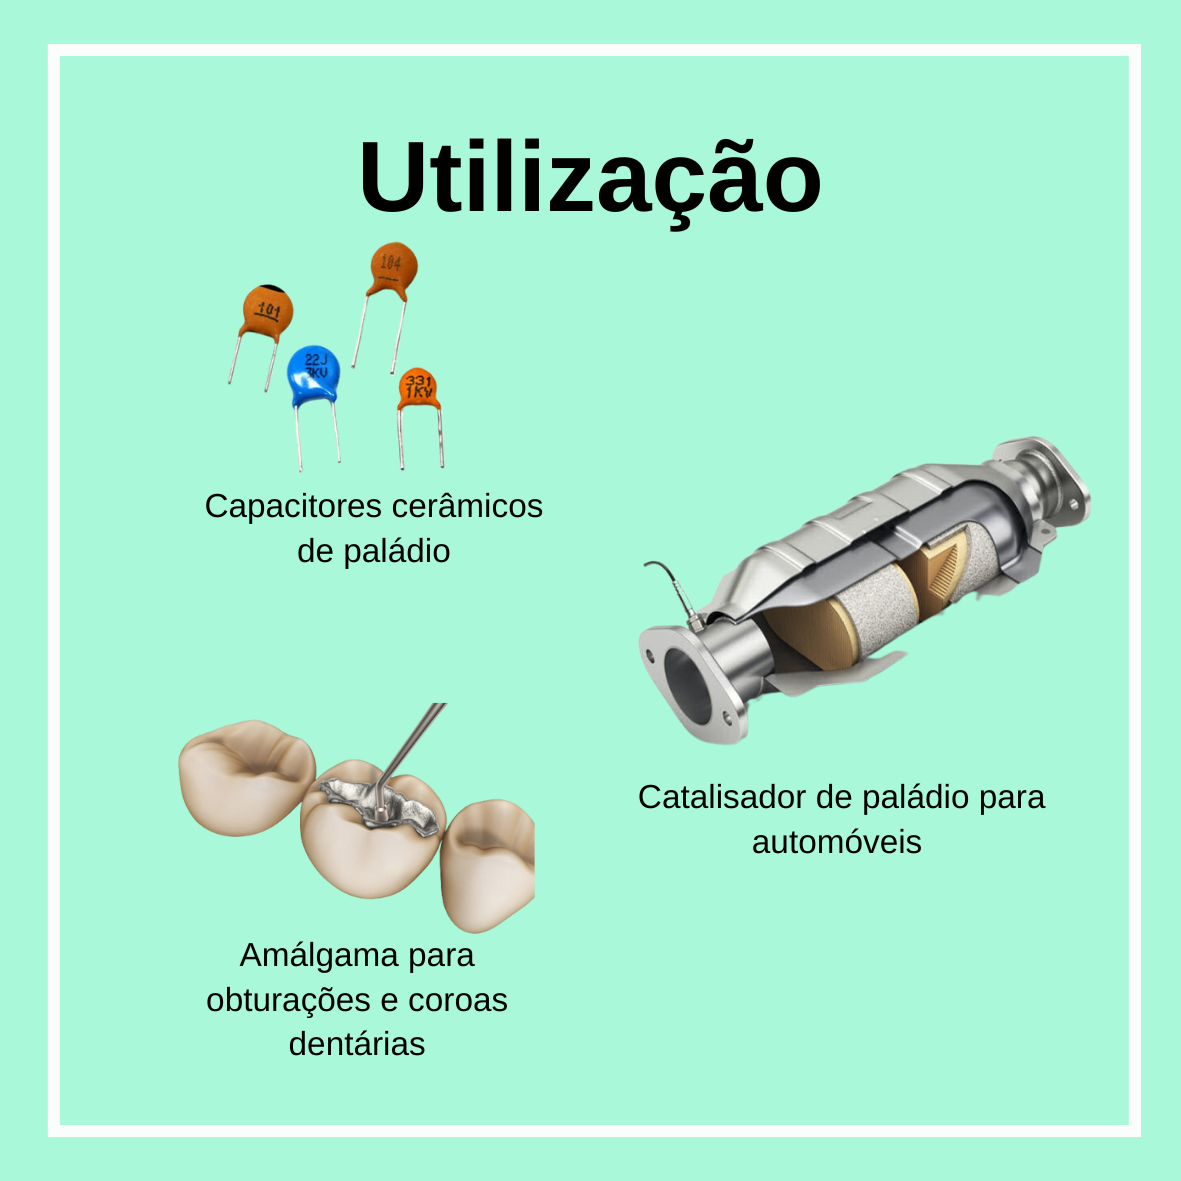 Utilização
104
101
22J
3KV
331
1KV
Capacitores cerâmicos
de paládio
Catalisador de paládio para
automóveis
Amálgama para
obturações e coroas
dentárias